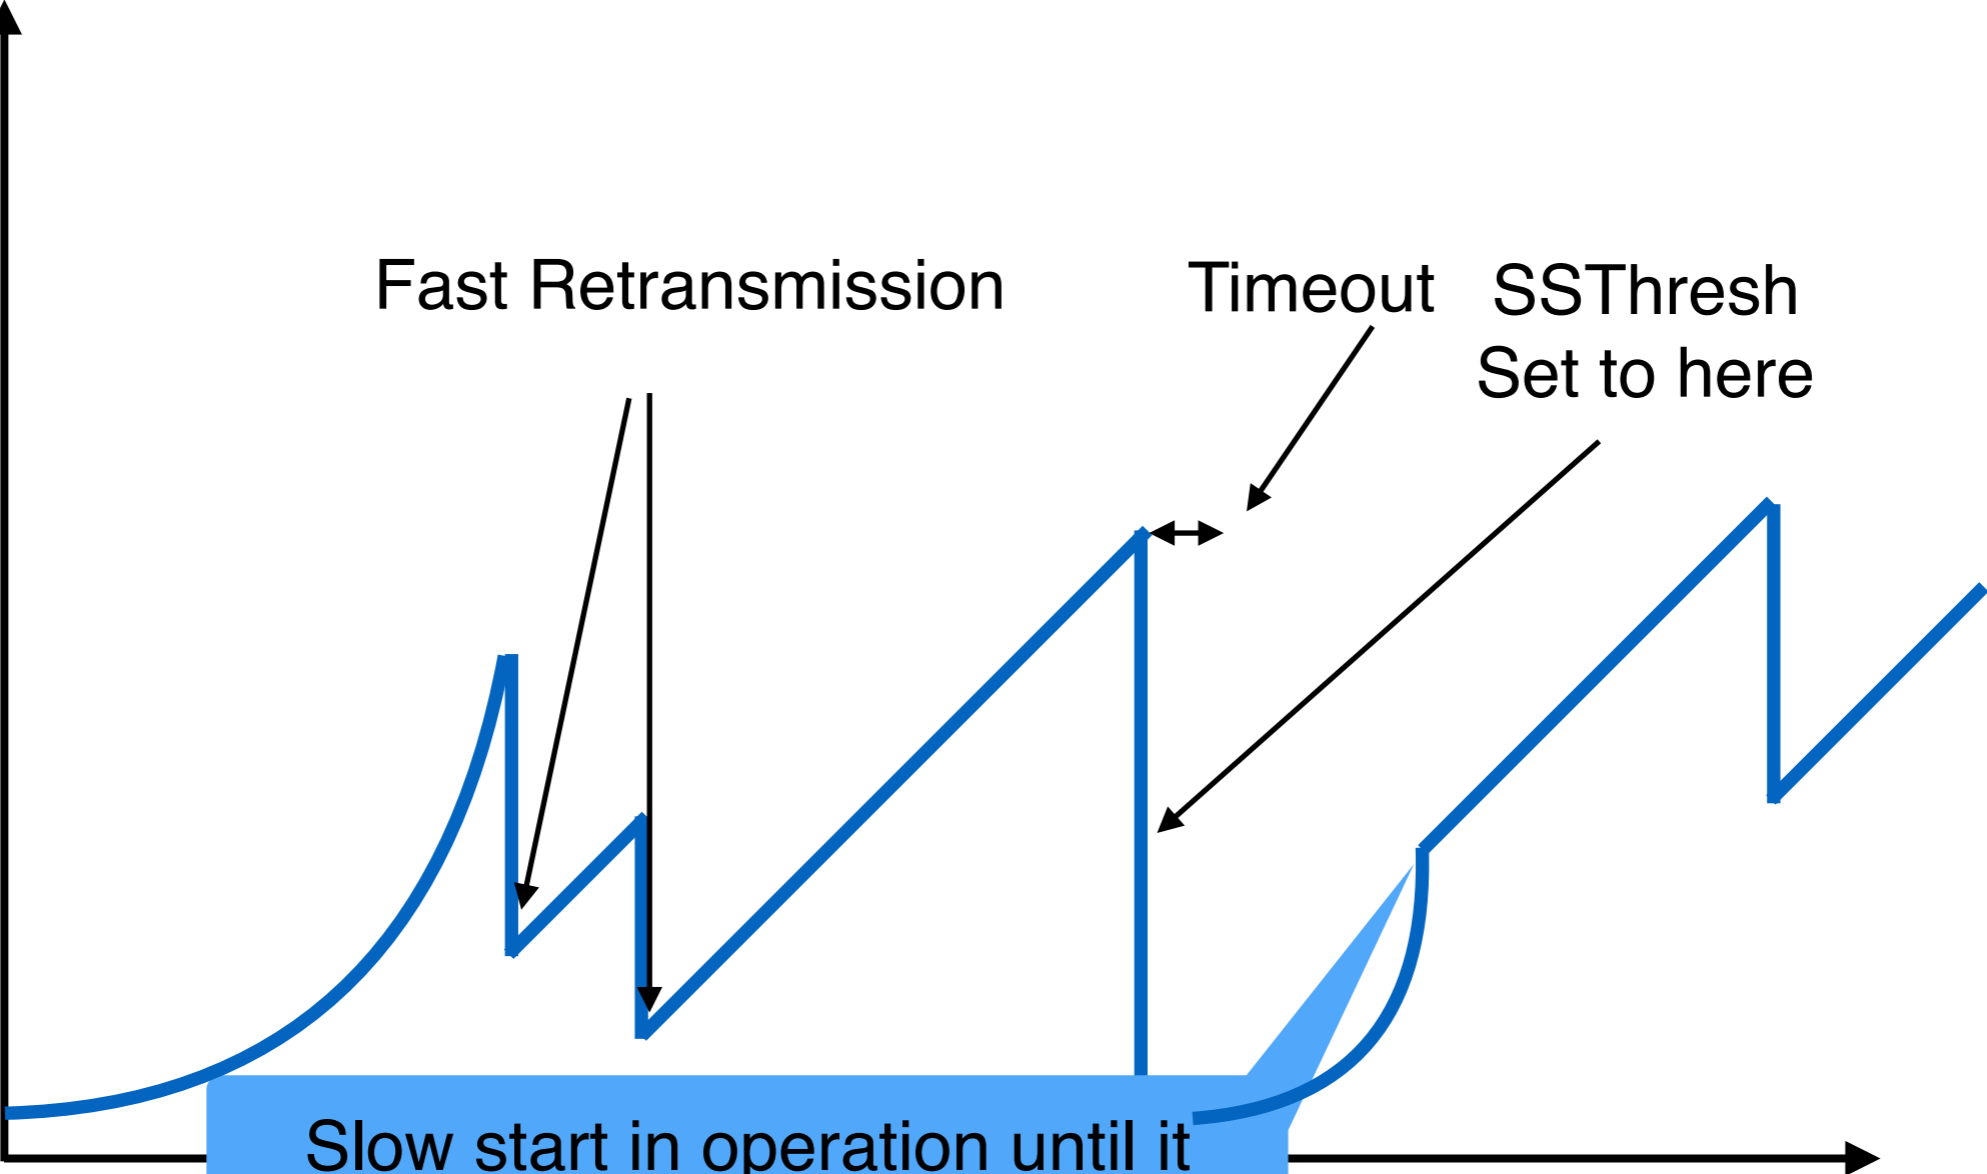 Fast Retransmission
Timeout
SSThresh
Set to here
Slow start in operation until it